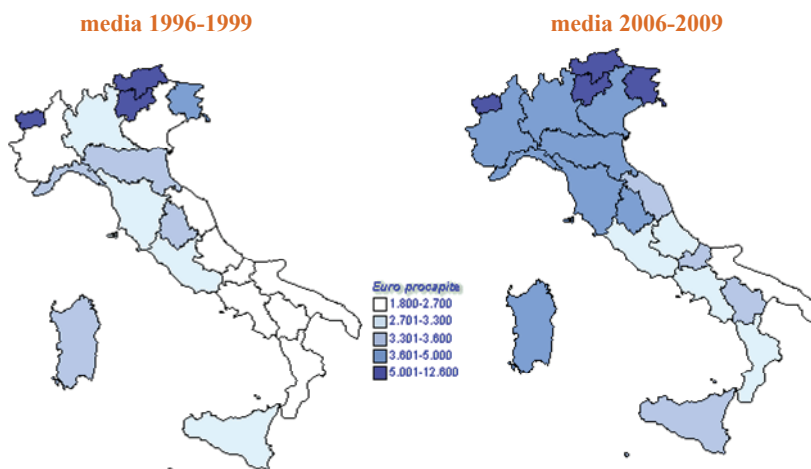 media 1996-1999
media 2006-2009
Euro procapite
1.800-2.700
2.701-3.300
3.301-3.600
3.601-5.000
5.001-12.600